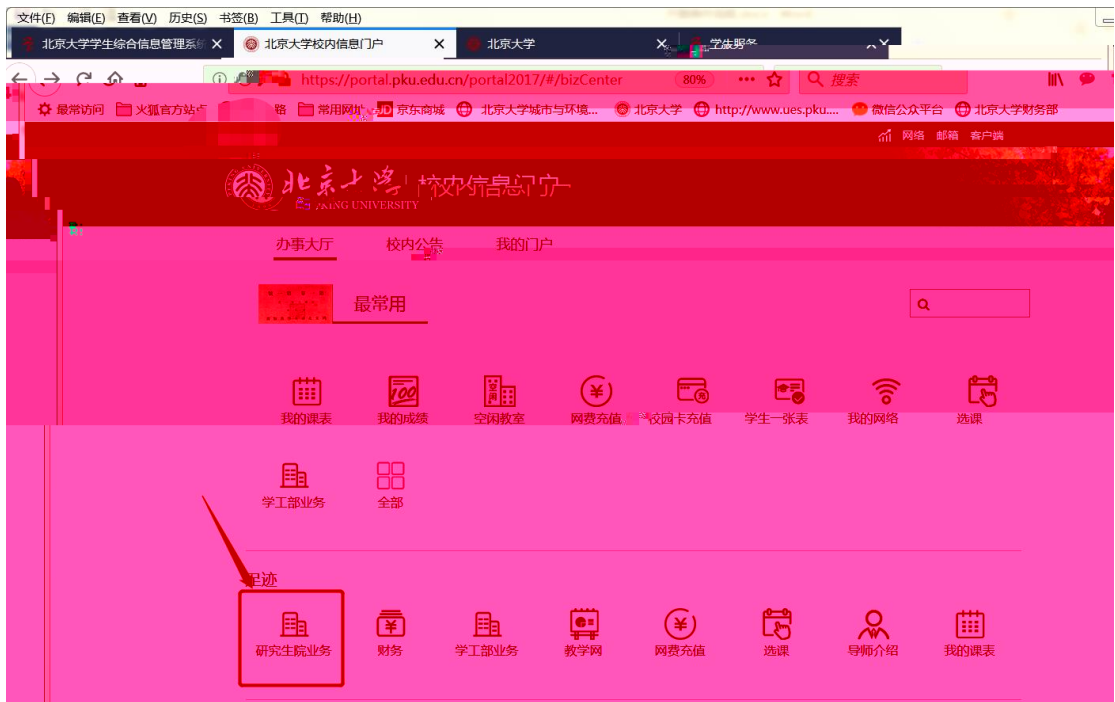 文件(F) 编辑(E) 查看(V) 历史(S) 书签(B) 工具(T) 帮助(H)
北京大学学生综合信息管理系统 北京大学校内信息门户 北京大学
https://portal.pku.edu.cn/portal2017/#/bizCenter 80% 搜索
最常访问 火狐官方站点 常用网址 JD 京东商城 北京大学城市与环境... 北京大学 http://www.ues.pku.... 微信公众平台 北京大学财务部
网络 邮箱 客户端
北京大学 校内信息门户
UNIVERSITY
办事大厅 校内公告 我的门户
最常用
我的课表 我的成绩 空闲教室 网费充值 校园卡充值 学生一张表 我的网络 选课
学工部业务 全部
足迹
研究生院业务 财务 学工部业务 教学网 网费充值 选课 导师介绍 我的课表